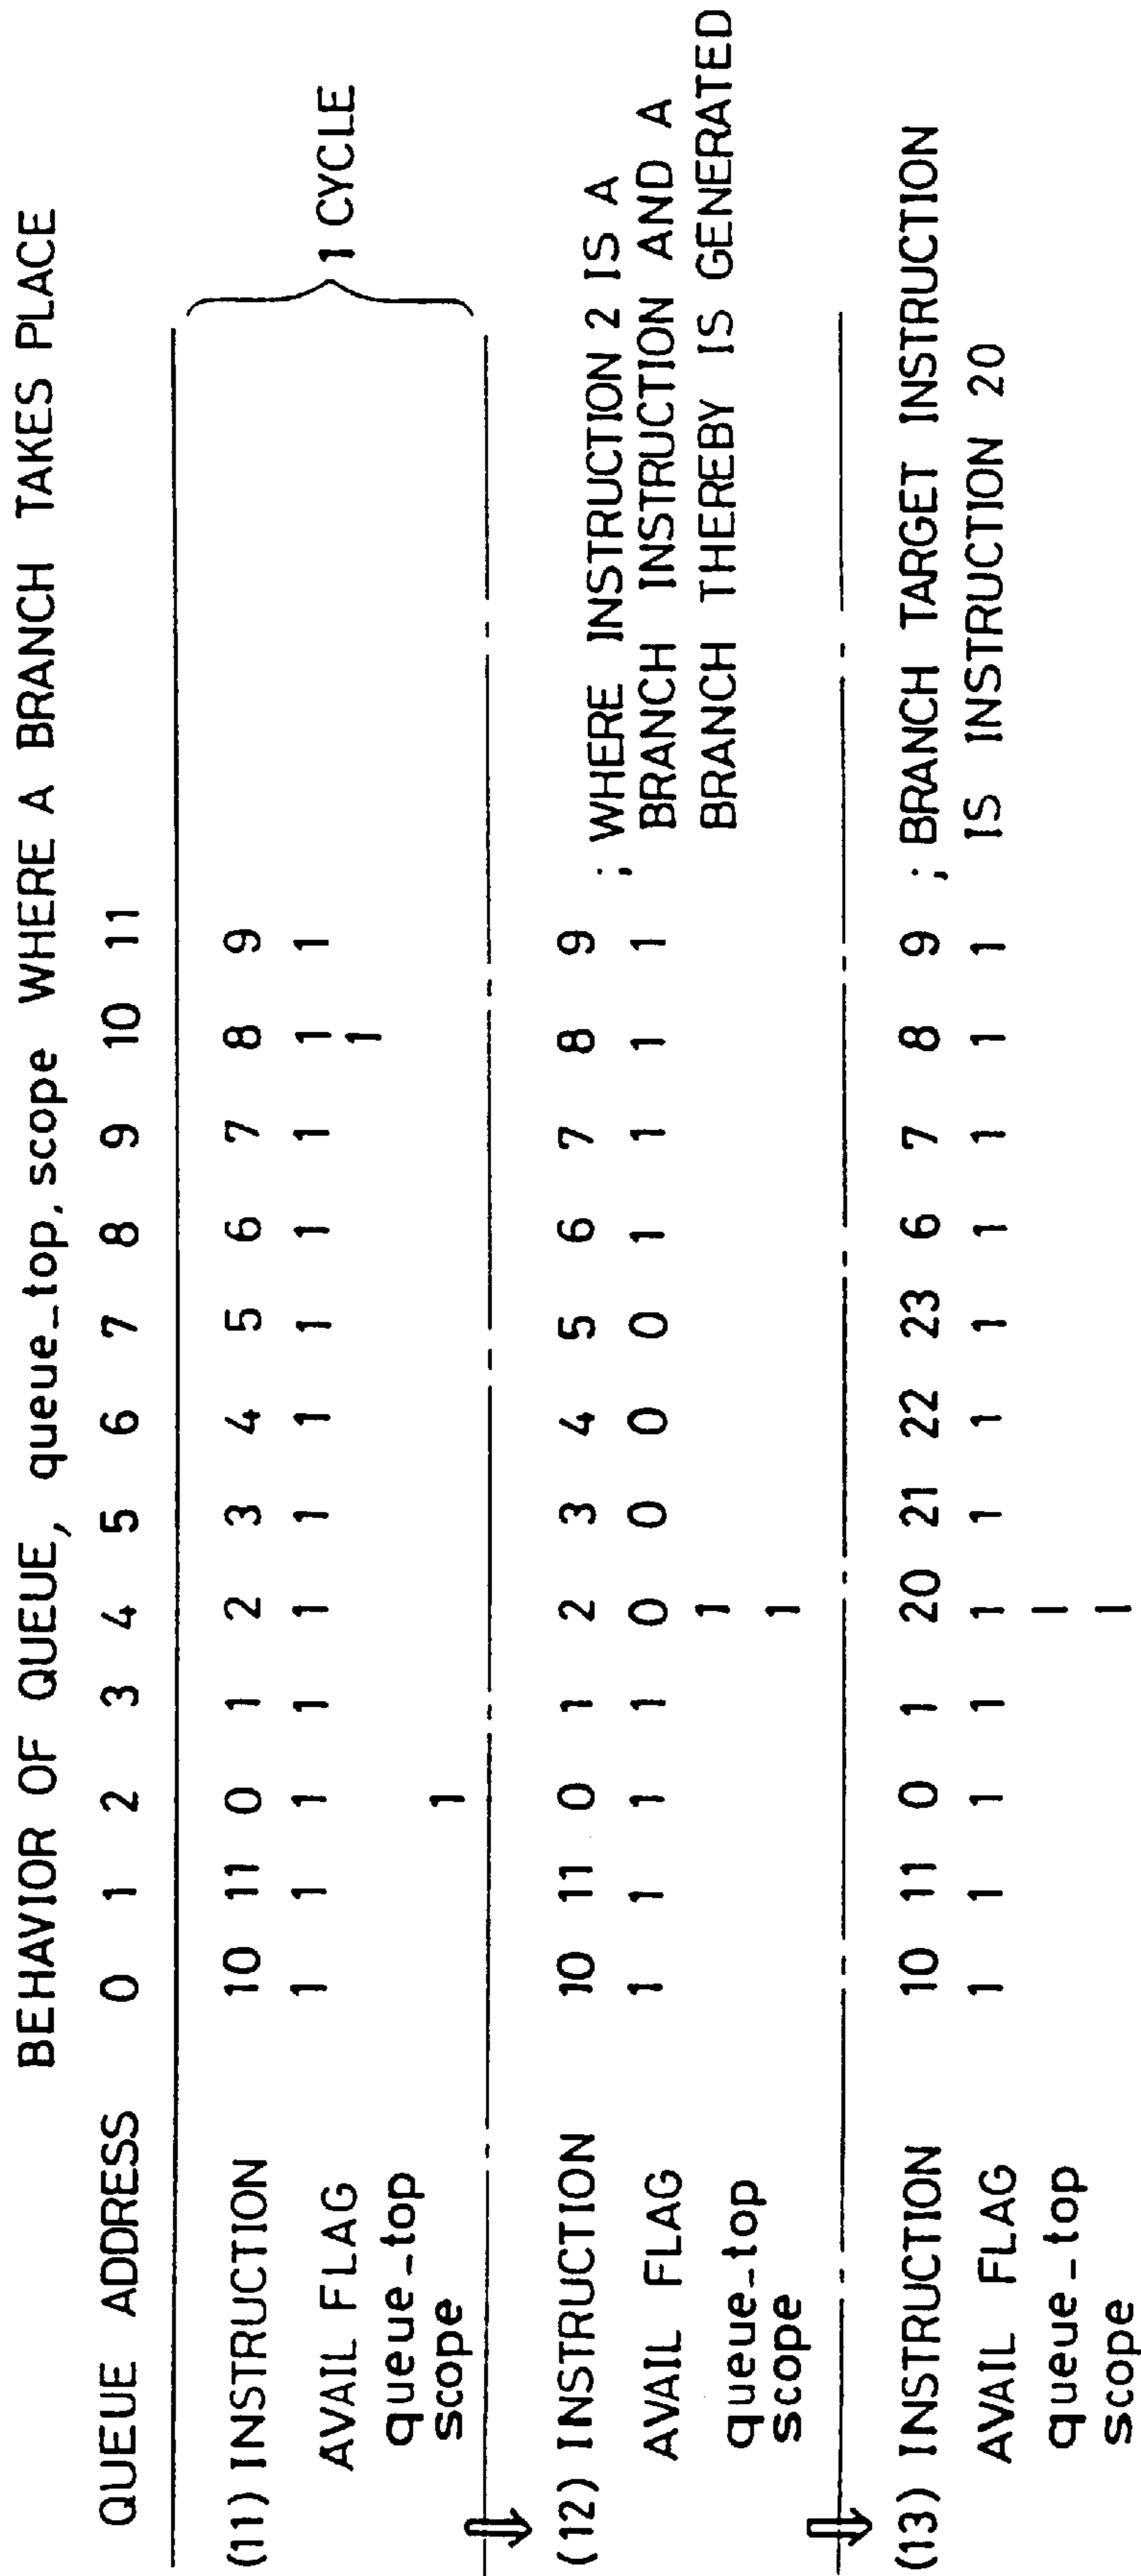 BEHAVIOR OF QUEUE, queue_top, scope WHERE A BRANCH TAKES PLACE
QUEUE ADDRESS 0 1 2 3 4 5 6 7 8 9 10 11
(11) INSTRUCTION 10 11 0 1 2 3 4 5 6 7 8 9
AVAIL FLAG 1 1 1 1 1 1 1 1 1 1 1 1
queue_top 1
scope 1
1 CYCLE
(12) INSTRUCTION 10 11 0 1 2 3 4 5 6 7 8 9 ; WHERE INSTRUCTION 2 IS A
BRANCH INSTRUCTION AND A
BRANCH THEREBY IS GENERATED
AVAIL FLAG 1 1 1 1 0 0 0 0 1 1 1 1
queue_top 1
scope 1
(13) INSTRUCTION 10 11 0 1 20 21 22 23 6 7 8 9 ; BRANCH TARGET INSTRUCTION
IS INSTRUCTION 20
AVAIL FLAG 1 1 1 1 1 1 1 1 1 1 1 1
queue_top 1
scope 1